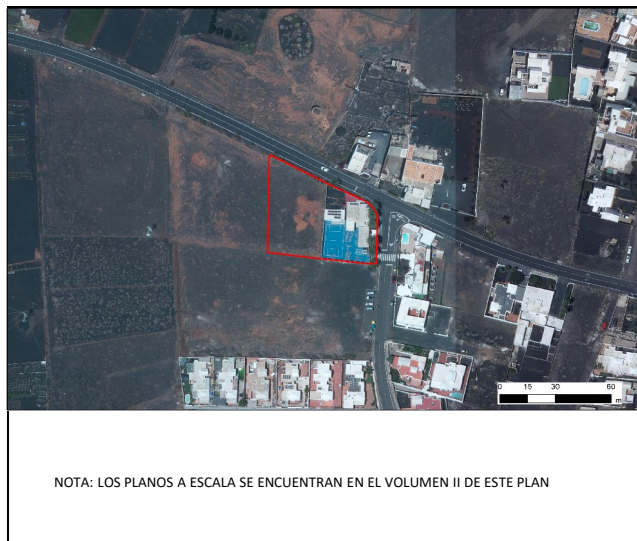 0 15 30 60
m
NOTA: LOS PLANOS A ESCALA SE ENCUENTRAN EN EL VOLUMEN II DE ESTE PLAN